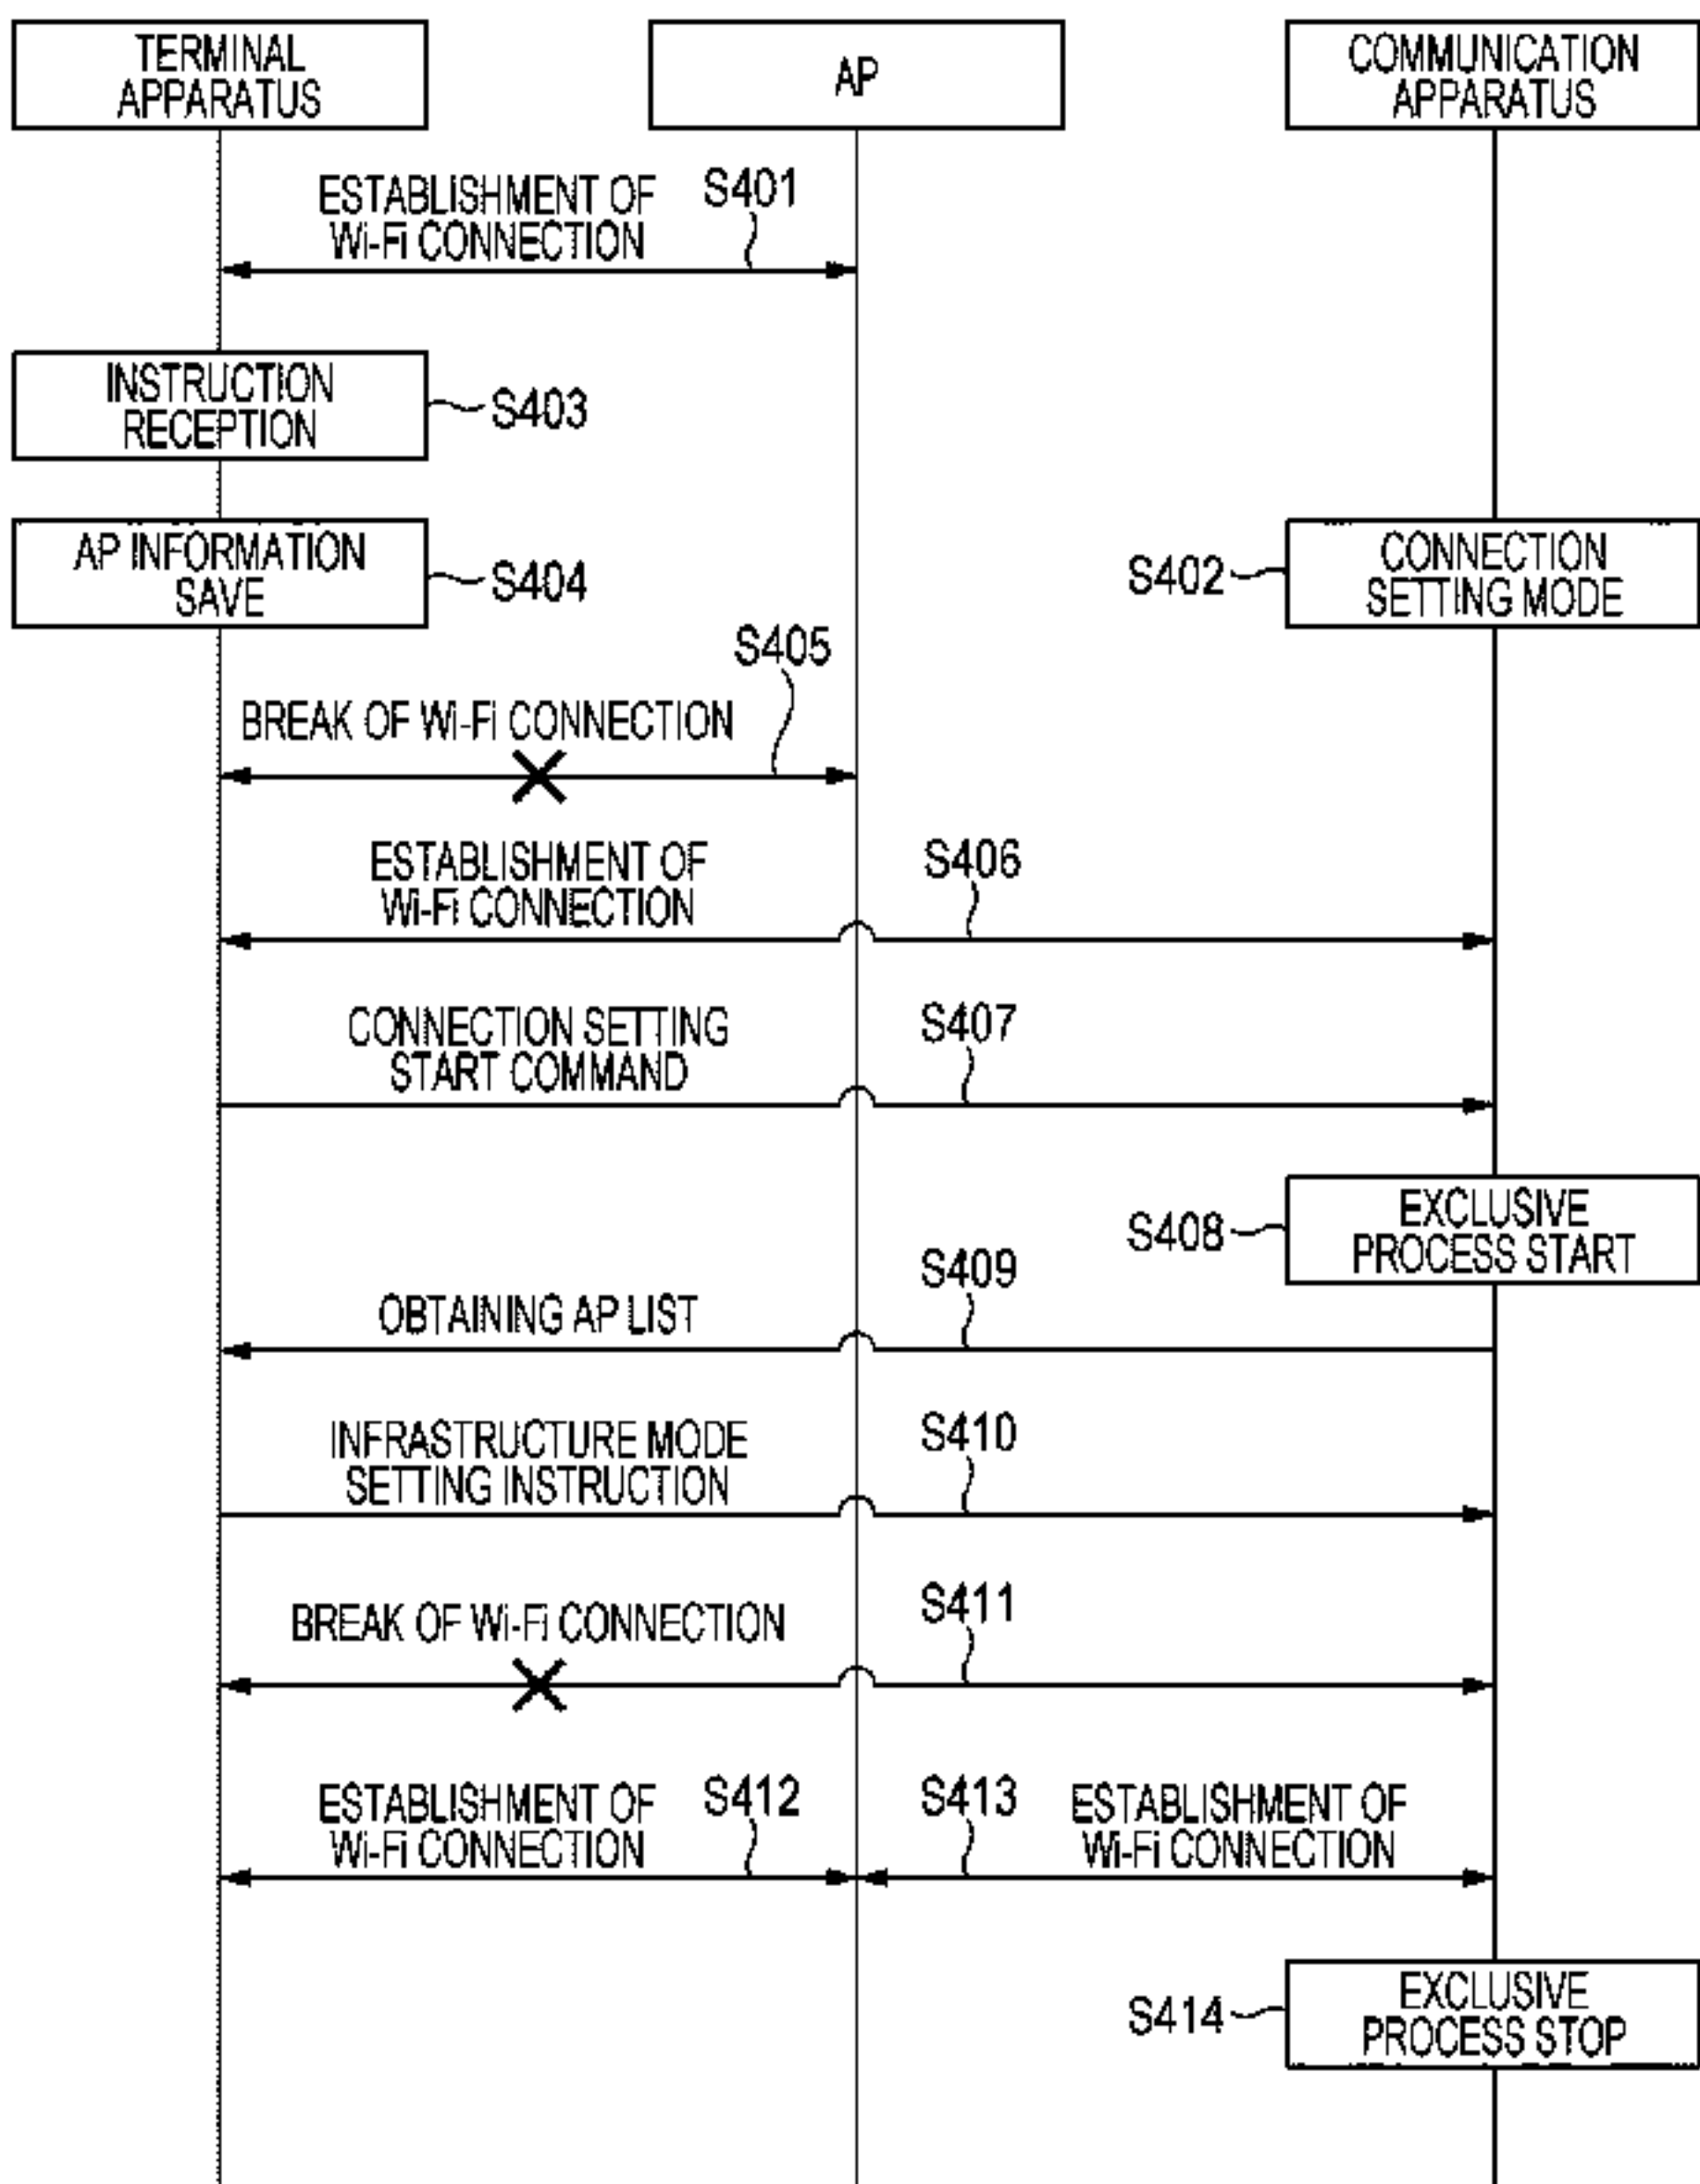 TERMINAL
APPARATUS
AP
COMMUNICATION
APPARATUS
ESTABLISHMENT OF
Wi-Fi CONNECTION
S401
INSTRUCTION
RECEPTION
S403
AP INFORMATION
SAVE
S404
S402
CONNECTION
SETTING MODE
S405
BREAK OF Wi-Fi CONNECTION
ESTABLISHMENT OF
Wi-Fi CONNECTION
S406
CONNECTION SETTING
START COMMAND
S407
S408
EXCLUSIVE
PROCESS START
S409
OBTAINING AP LIST
INFRASTRUCTURE MODE
SETTING INSTRUCTION
S410
BREAK OF Wi-Fi CONNECTION
S411
ESTABLISHMENT OF
Wi-Fi CONNECTION
S412
S413
ESTABLISHMENT OF
Wi-Fi CONNECTION
S414
EXCLUSIVE
PROCESS STOP